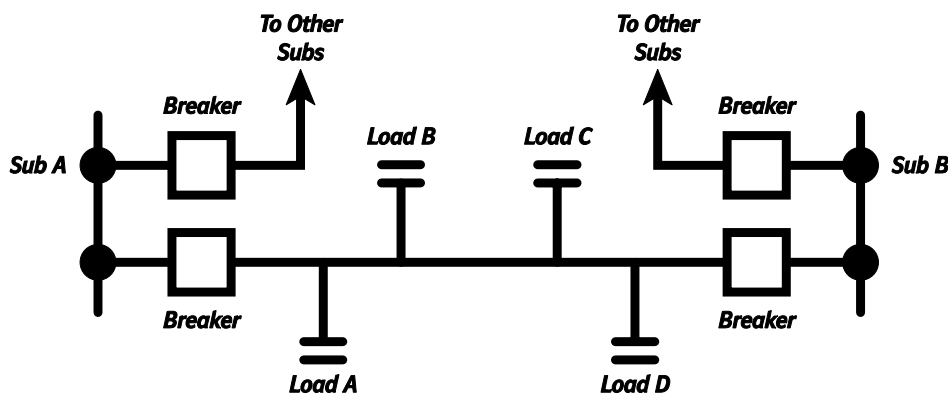 To Other
Subs
To Other
Subs
Breaker
Breaker
Load B
Load C
Sub A
Sub B
Breaker
Breaker
Load A
Load D